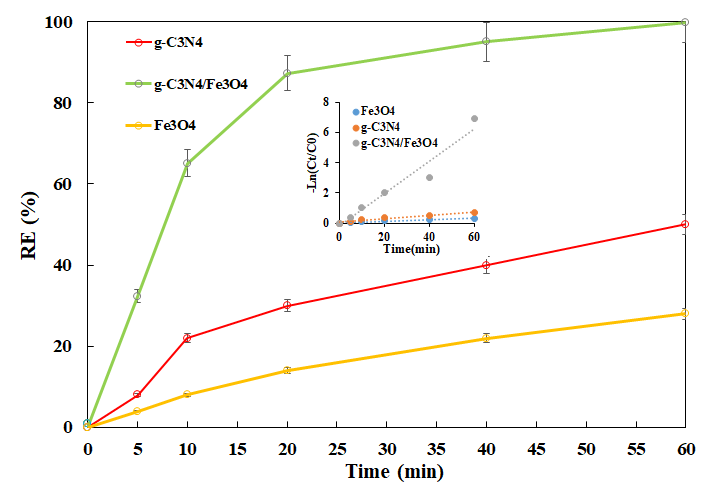 100
80
60
40
20
0
RE (%)
g-C3N4
g-C3N4/Fe3O4
Fe3O4
8
6
4
2
0
-Ln(Ct/C0)
Fe3O4
g-C3N4
g-C3N4/Fe3O4
0 20 40 60
Time(min)
0 5 10 15 20 25 30 35 40 45 50 55 60
Time (min)